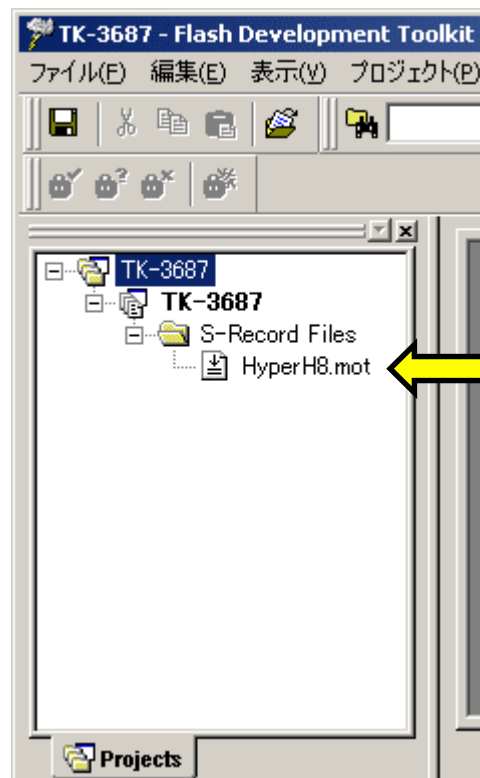 TK-3687 - Flash Development Toolkit
ファイル(F) 編集(E) 表示(V) プロジェクト(P)
TK-3687
TK-3687
S-Record Files
HyperH8.mot
Projects